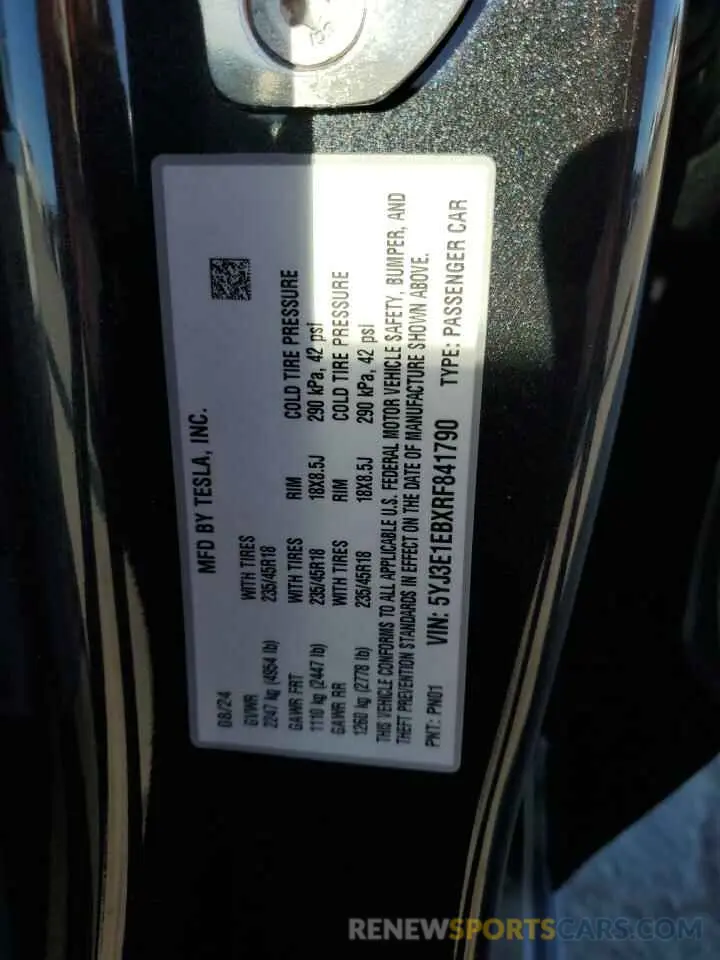 MFD BY TESLA, INC.
08/24
GVWR WITH TIRES
2247 kg (4954 lb) 235/45R18
GAWR FRT WITH TIRES RIM COLD TIRE PRESSURE
1110 kg (2447 lb) 235/45R18 18X8.5J 290 kPa, 42 psi
GAWR RR WITH TIRES RIM COLD TIRE PRESSURE
1260 kg (2778 lb) 235/45R18 18X8.5J 290 kPa, 42 psi
THIS VEHICLE CONFORMS TO ALL APPLICABLE U.S. FEDERAL MOTOR VEHICLE SAFETY, BUMPER, AND
THEFT PREVENTION STANDARDS IN EFFECT ON THE DATE OF MANUFACTURE SHOWN ABOVE.
PNT: PN01 VIN: 5YJ3E1EBXRF841790 TYPE: PASSENGER CAR
RENEWSPORTSCARS.COM